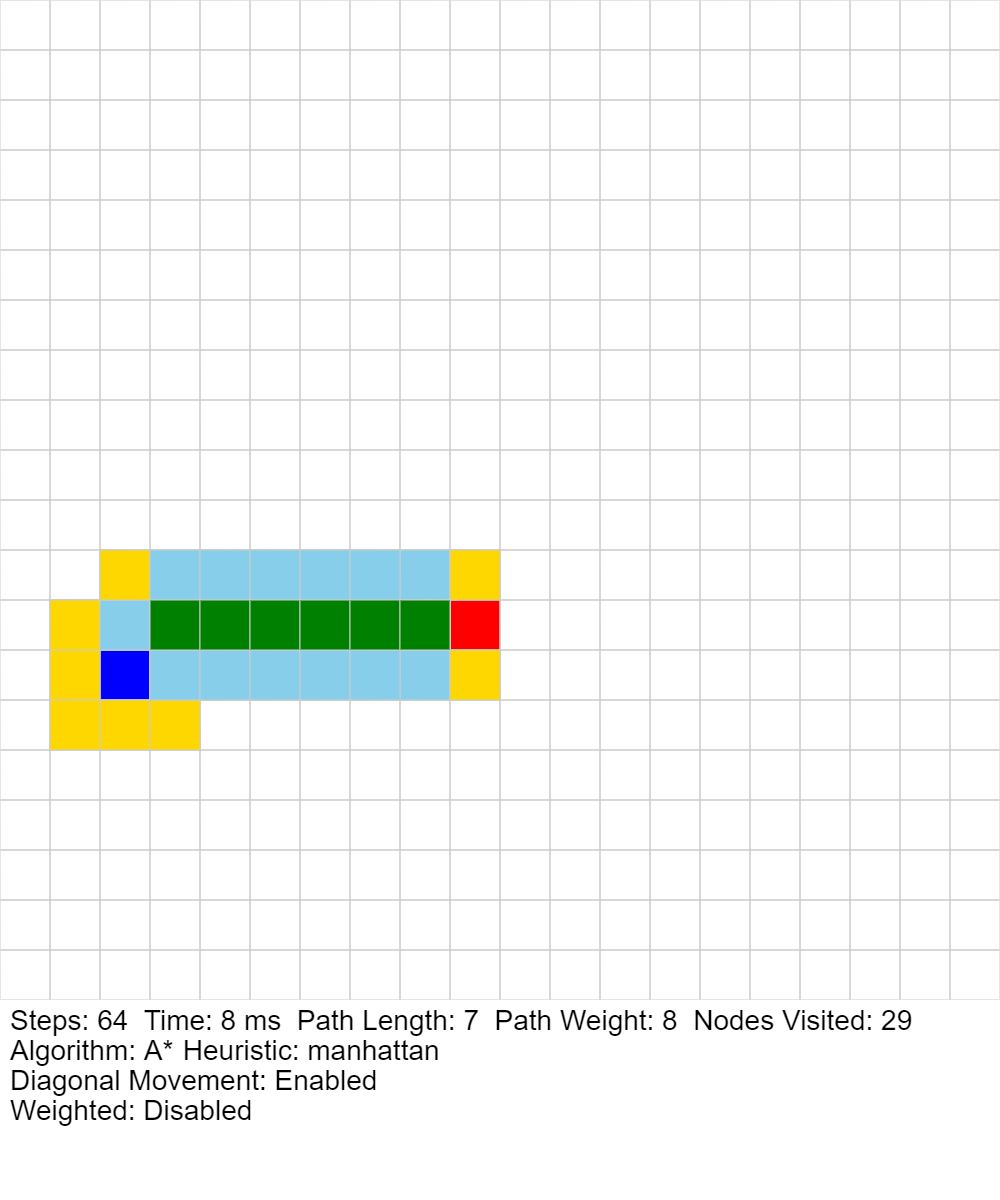 Steps: 64  Time: 8 ms  Path Length: 7  Path Weight: 8  Nodes Visited: 29
Algorithm: A* Heuristic: manhattan
Diagonal Movement: Enabled
Weighted: Disabled